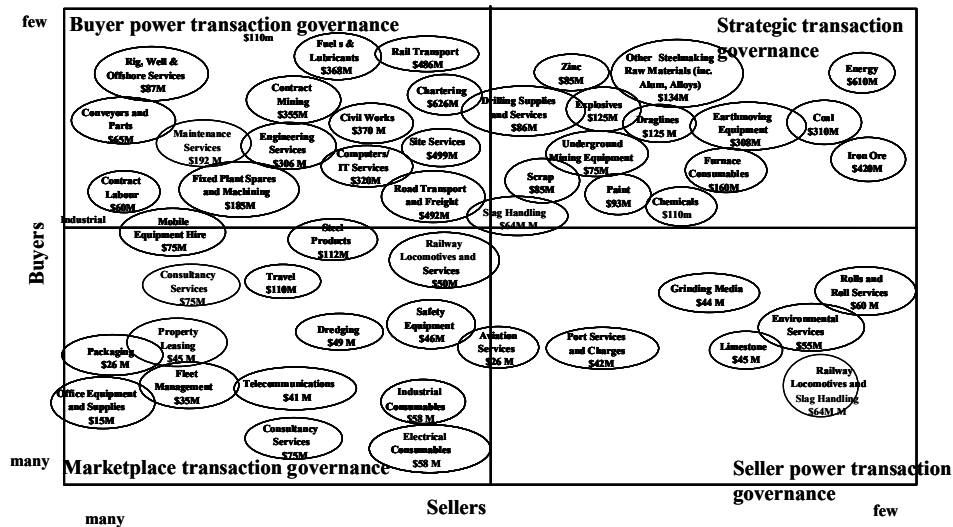 few
Buyer power transaction governance
$110m
Strategic transaction
governance
Rig, Well &
Offshore Services
$87M
Fuel s &
Lubricants
$368M
Rail Transport
$486M
Contract
Mining
$355M
Chartering
$626M
Conveyors and
Parts
$65M
Maintenance
Services
$192 M
Engineering
Services
$306 M
Civil Works
$370 M
Computers/
IT Services
$320M
Site Services
$499M
Contract
Labour
$60M
Fixed Plant Spares
and Machining
$185M
Road Transport
and Freight
$492M
Industrial
Mobile
Equipment Hire
$75M
Zinc
$85M
Other Steelmaking
Raw Materials (inc.
Alum, Alloys)
$134M
Energy
$610M
Drilling Supplies
and Services
$86M
Explosives
$125M
Draglines
$125 M
Earthmoving
Equipment
$308M
Coal
$310M
Underground
Mining Equipment
$75M
Furnace
Consumables
$160M
Iron Ore
$420M
Scrap
$85M
Paint
$93M
Chemicals
$110m
Slag Handling
$64M M
Buyers
Steel
Products
$112M
Railway
Locomotives and
Services
$50M
Consultancy
Services
$75M
Travel
$110M
Safety
Equipment
$46M
Property
Leasing
$45 M
Dredging
$49 M
Packaging
$26 M
Fleet
Management
$35M
Telecommunications
$41 M
Office Equipment
and Supplies
$15M
Industrial
Consumables
$58 M
Consultancy
Services
$75M
Electrical
Consumables
$58 M
Aviation
Services
$26 M
Port Services
and Charges
$42M
Grinding Media
$44 M
Rolls and
Roll Services
$60 M
Environmental
Services
$55M
Limestone
$45 M
Railway
Locomotives and
Slag Handling
$64M M
many
Marketplace transaction governance
Seller power transaction
governance
Sellers
many
few